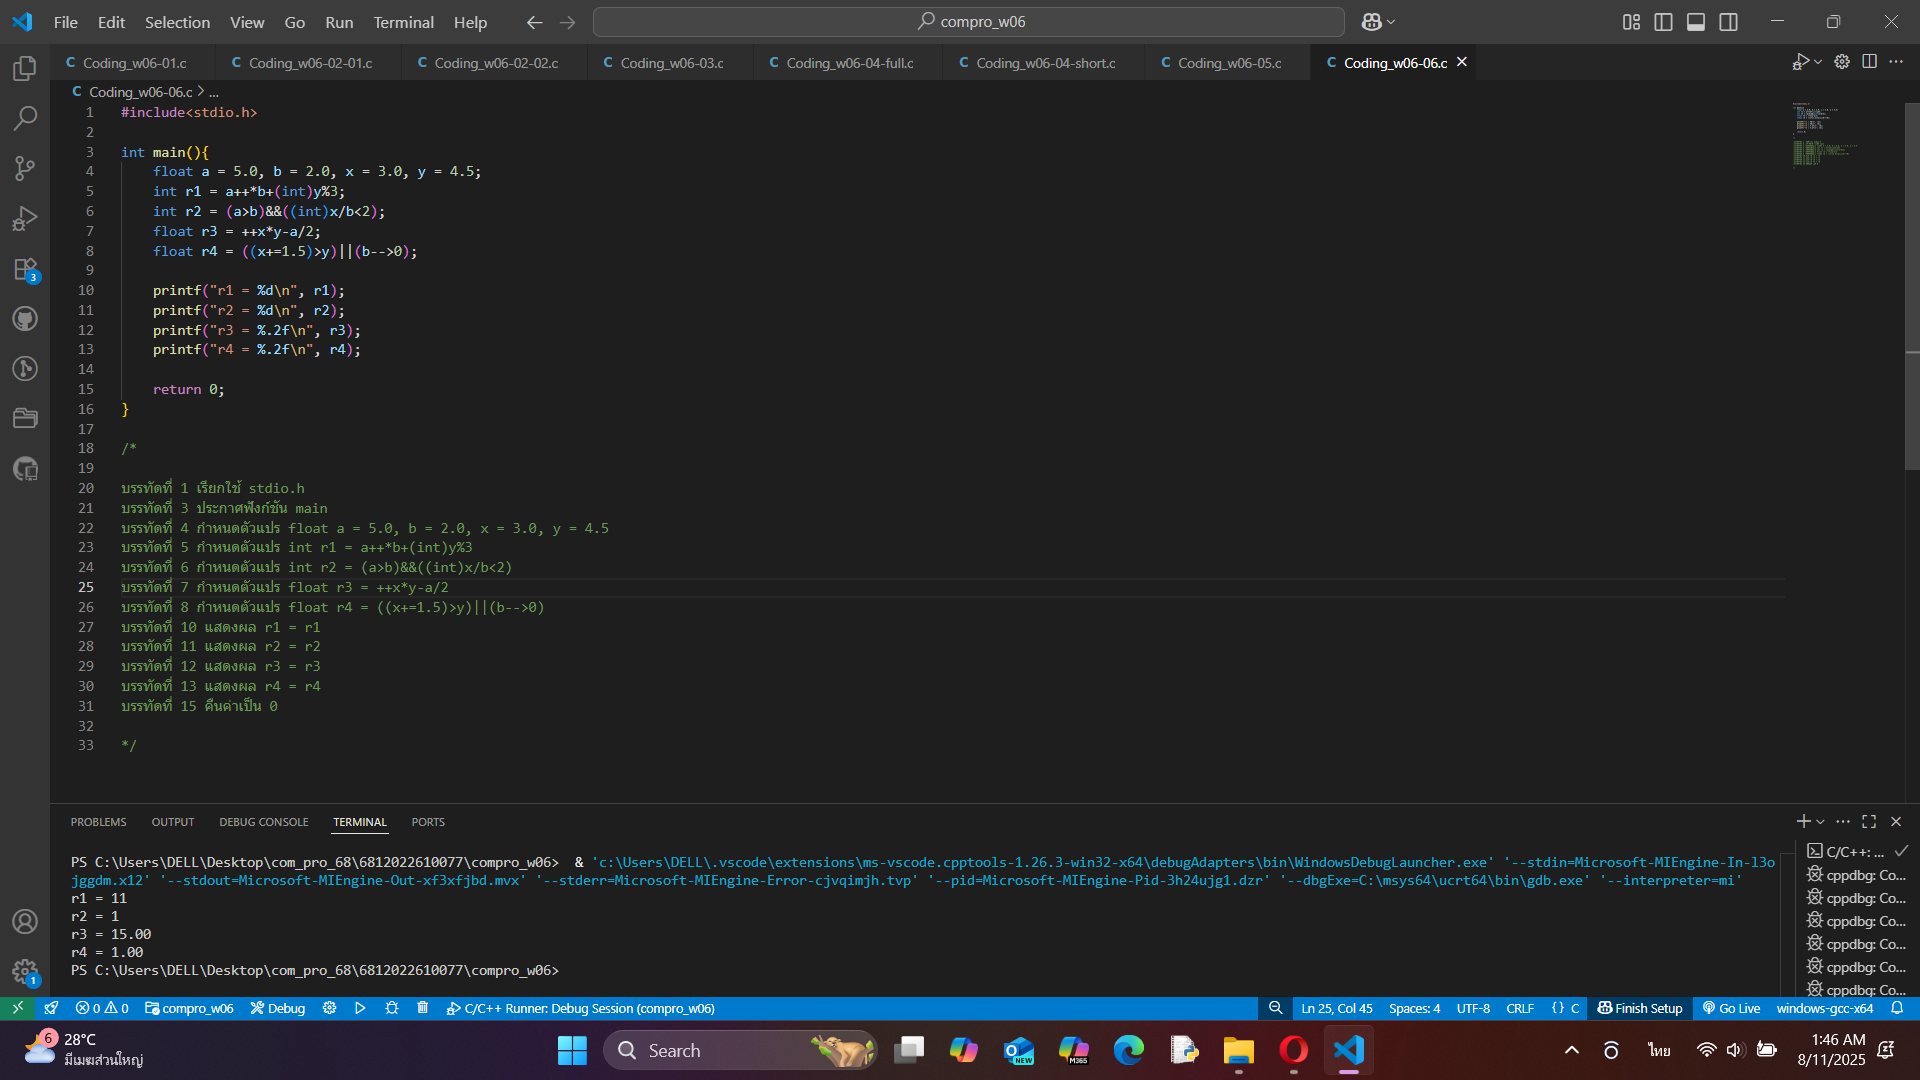 File Edit Selection View Go Run Terminal Help
compro_w06
Coding_w06-01.c Coding_w06-02-01.c Coding_w06-02-02.c Coding_w06-03.c Coding_w06-04-full.c Coding_w06-04-short.c Coding_w06-05.c Coding_w06-06.c
Coding_w06-06.c > ...
1 #include<stdio.h>
2
3 int main(){
4 float a = 5.0, b = 2.0, x = 3.0, y = 4.5;
5 int r1 = a++*b+(int)y%3;
6 int r2 = (a>b)&&((int)x/b<2);
7 float r3 = ++x*y-a/2;
8 float r4 = ((x+=1.5)>y)||(b-->0);
9
10 printf("r1 = %d\n", r1);
11 printf("r2 = %d\n", r2);
12 printf("r3 = %.2f\n", r3);
13 printf("r4 = %.2f\n", r4);
14
15 return 0;
16 }
17
18 /*
19
20 บรรทัดที่ 1 เรียกใช้ stdio.h
21 บรรทัดที่ 3 ประกาศฟังก์ชัน main
22 บรรทัดที่ 4 กำหนดตัวแปร float a = 5.0, b = 2.0, x = 3.0, y = 4.5
23 บรรทัดที่ 5 กำหนดตัวแปร int r1 = a++*b+(int)y%3
24 บรรทัดที่ 6 กำหนดตัวแปร int r2 = (a>b)&&((int)x/b<2)
25 บรรทัดที่ 7 กำหนดตัวแปร float r3 = ++x*y-a/2
26 บรรทัดที่ 8 กำหนดตัวแปร float r4 = ((x+=1.5)>y)||(b-->0)
27 บรรทัดที่ 10 แสดงผล r1 = r1
28 บรรทัดที่ 11 แสดงผล r2 = r2
29 บรรทัดที่ 12 แสดงผล r3 = r3
30 บรรทัดที่ 13 แสดงผล r4 = r4
31 บรรทัดที่ 15 คืนค่าเป็น 0
32
33 */
PROBLEMS OUTPUT DEBUG CONSOLE TERMINAL PORTS
PS C:\Users\DELL\Desktop\com_pro_68\6812022610077\compro_w06> & 'c:\Users\DELL\.vscode\extensions\ms-vscode.cpptools-1.26.3-win32-x64\debugAdapters\bin\WindowsDebugLauncher.exe' '--stdin=Microsoft-MIEngine-In-l3o
jggdm.x12' '--stdout=Microsoft-MIEngine-Out-xf3xfjbd.mvx' '--stderr=Microsoft-MIEngine-Error-cjvqimjh.tvp' '--pid=Microsoft-MIEngine-Pid-3h24ujg1.dzr' '--dbgExe=C:\msys64\ucrt64\bin\gdb.exe' '--interpreter=mi'
r1 = 11
r2 = 1
r3 = 15.00
r4 = 1.00
PS C:\Users\DELL\Desktop\com_pro_68\6812022610077\compro_w06>
C/C++: ...
cppdbg: Co...
cppdbg: Co...
cppdbg: Co...
cppdbg: Co...
cppdbg: Co...
cppdbg: Co...
3
1
0 0 compro_w06 Debug C/C++ Runner: Debug Session (compro_w06) Ln 25, Col 45 Spaces: 4 UTF-8 CRLF {} C Finish Setup Go Live windows-gcc-x64
6 28°C
มีเมฆส่วนใหญ่
Search
NEW
M365
ไทย
1:46 AM
8/11/2025